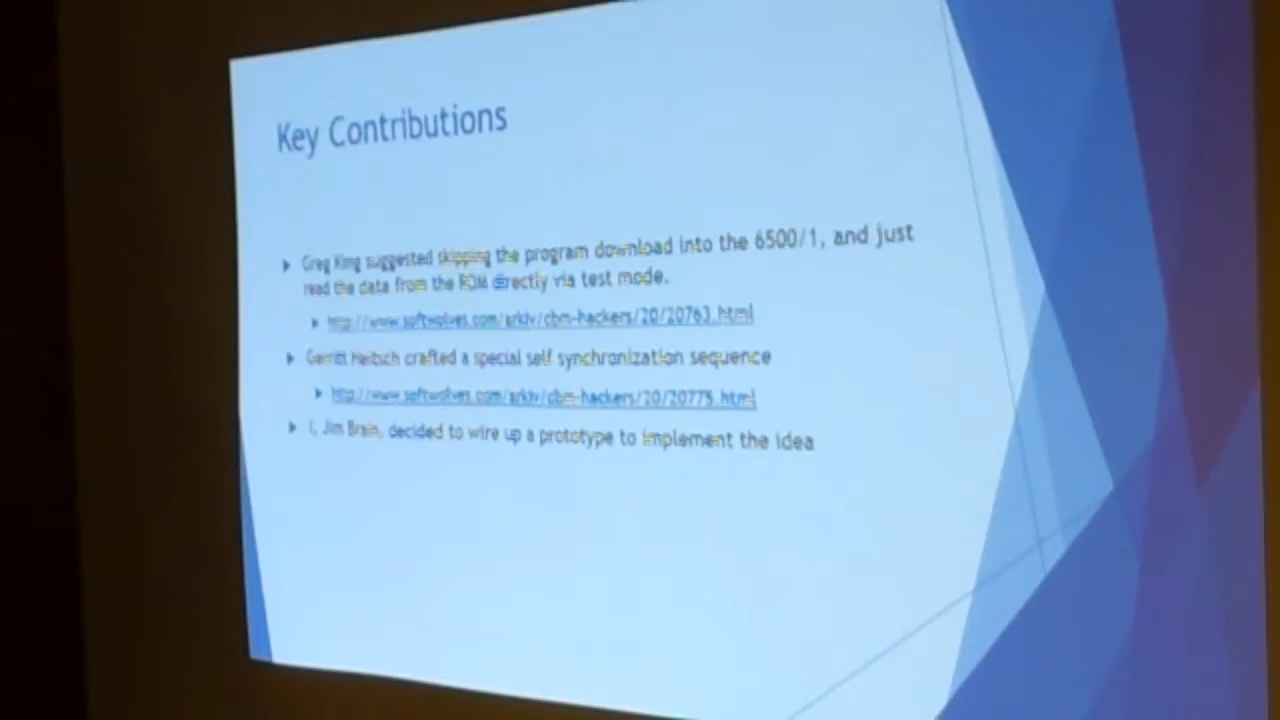 Key Contributions
Greg King suggested skipping the program download into the 6500/1, and just
read the data from the ROM directly via test mode.
http://www.softwolves.com/arkiv/cbm-hackers/20/20763.html
Gerrit Heitsch crafted a special self synchronization sequence
http://www.softwolves.com/arkiv/cbm-hackers/20/20775.html
I, Jim Brain, decided to wire up a prototype to implement the idea